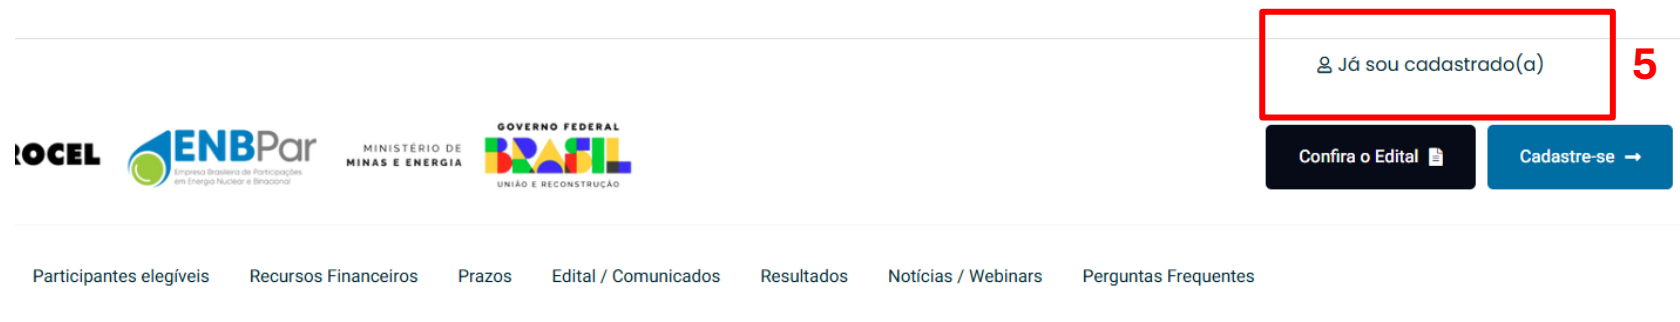 Já sou cadastrado(a)
5
OCEL
ENBPar
Empresa Brasileira de Participações
em Energia Nuclear e Binacional
MINISTÉRIO DE
MINAS E ENERGIA
GOVERNO FEDERAL
BRASIL
UNIÃO E RECONSTRUÇÃO
Confira o Edital
Cadastre-se →
Participantes elegíveis Recursos Financeiros Prazos Edital / Comunicados Resultados Notícias / Webinars Perguntas Frequentes